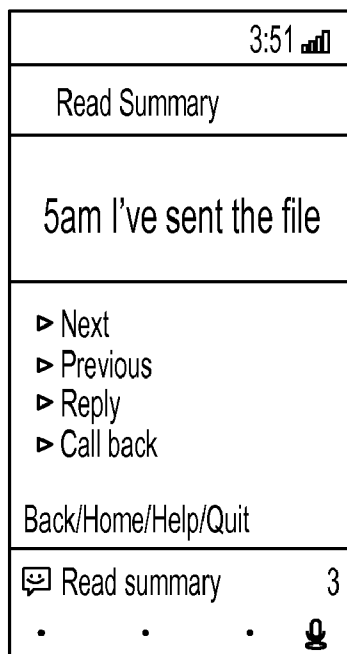 3:51
Read Summary
5am I've sent the file
Next
Previous
Reply
Call back
Back/Home/Help/Quit
Read summary 3